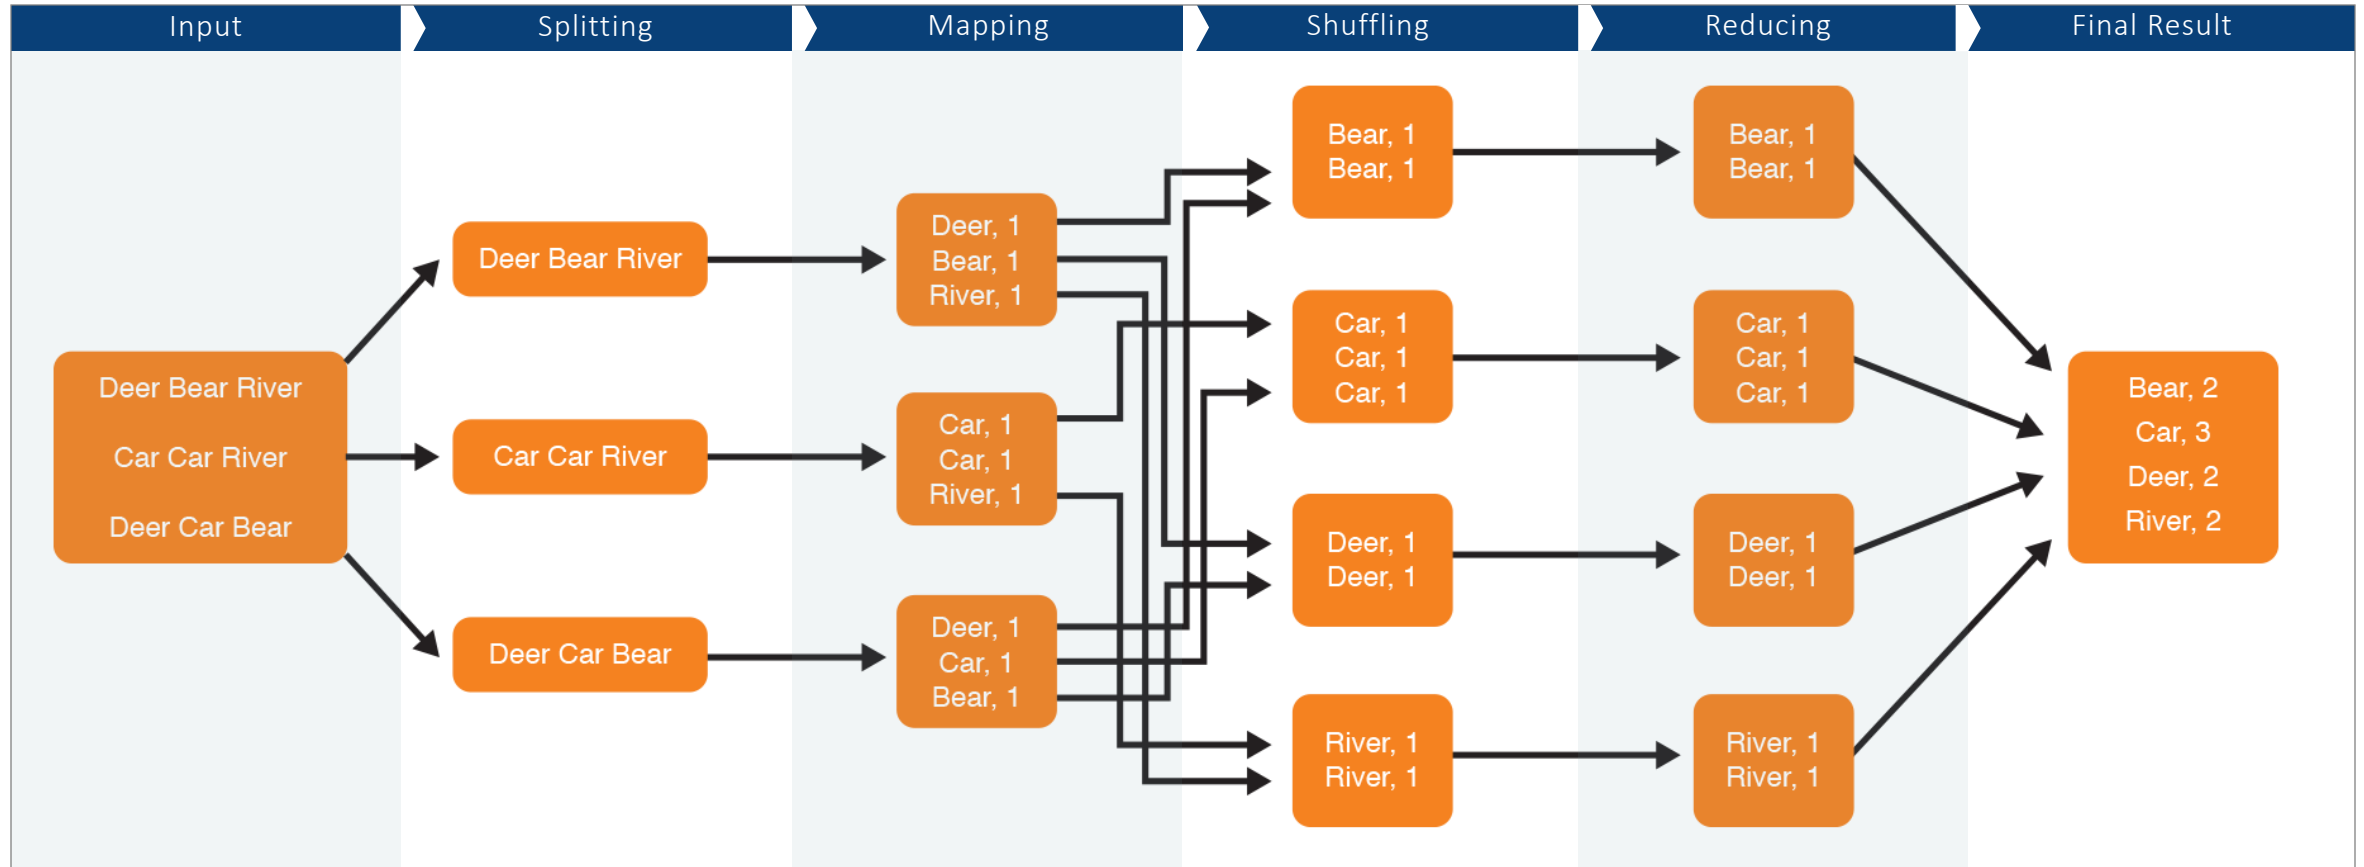 Input
Splitting
Mapping
Shuffling
Reducing
Final Result
Deer Bear River
Car Car River
Deer Car Bear
Deer Bear River
Car Car River
Deer Car Bear
Deer, 1
Bear, 1
River, 1
Car, 1
Car, 1
River, 1
Deer, 1
Car, 1
Bear, 1
Bear, 1
Bear, 1
Car, 1
Car, 1
Car, 1
Deer, 1
Deer, 1
River, 1
River, 1
Bear, 1
Bear, 1
Car, 1
Car, 1
Car, 1
Deer, 1
Deer, 1
River, 1
River, 1
Bear, 2
Car, 3
Deer, 2
River, 2